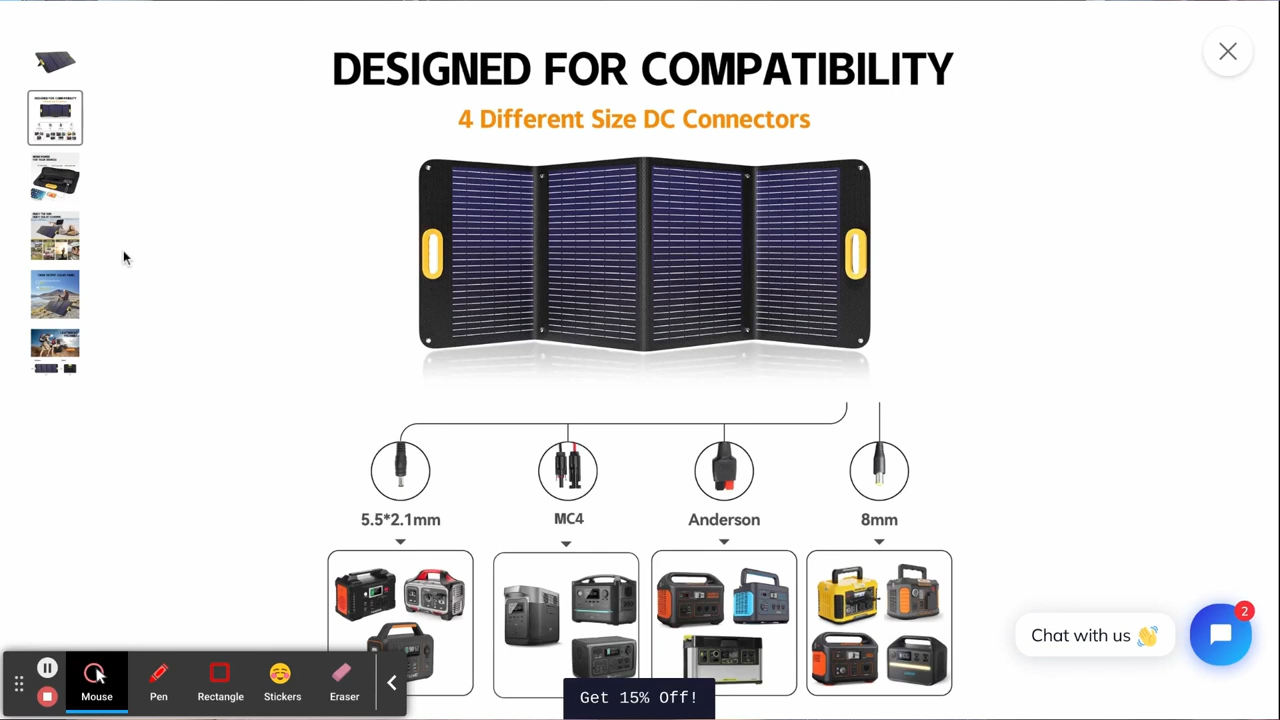 DESIGNED FOR COMPATIBILITY
4 Different Size DC Connectors
5.5*2.1mm
MC4
Anderson
8mm
Chat with us 👋
2
Mouse
Pen
Rectangle
Stickers
Eraser
Get 15% Off!